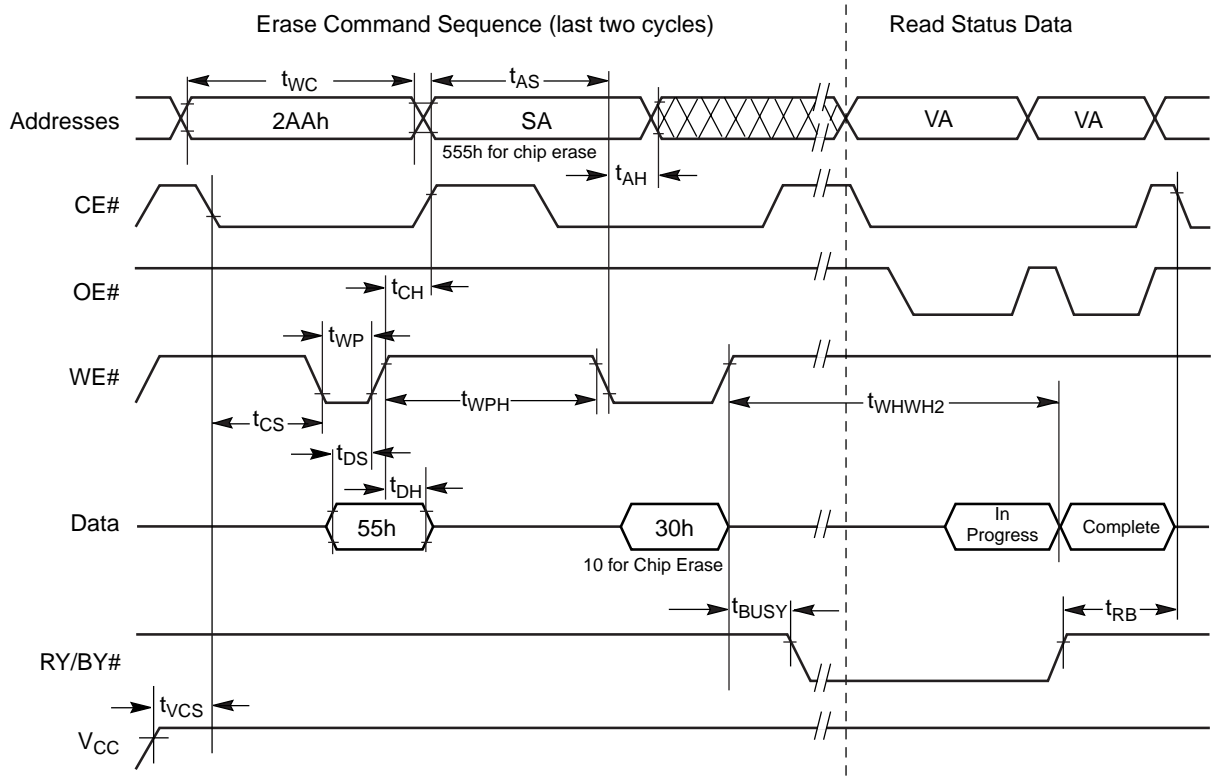 Erase Command Sequence (last two cycles)
Read Status Data
tWC
tAS
Addresses
2AAh
SA
VA
VA
555h for chip erase
tAH
CE#
OE#
tCH
tWP
WE#
tWPH
tWHWH2
tCS
tDS
tDH
Data
55h
30h
In
Progress
Complete
10 for Chip Erase
tBUSY
tRB
RY/BY#
tVCS
VCC